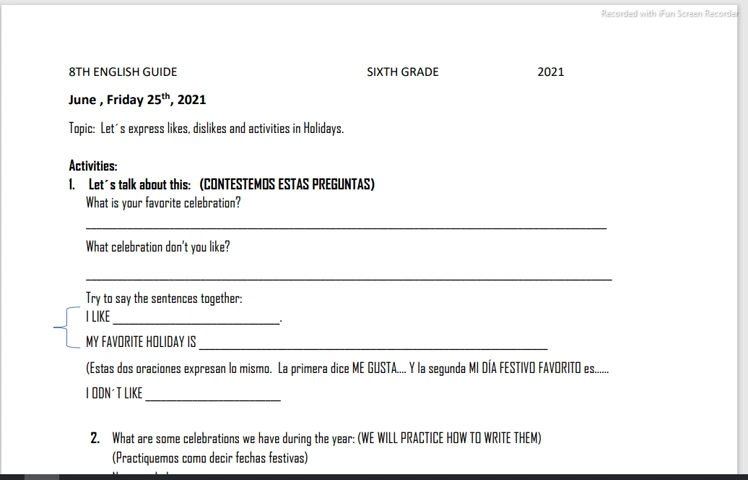 Recorded with iFun Screen Recorder
8TH ENGLISH GUIDE SIXTH GRADE 2021
June , Friday 25th, 2021
Topic: Let´s express likes, dislikes and activities in Holidays.
Activities:
1. Let´s talk about this: (CONTESTEMOS ESTAS PREGUNTAS)
What is your favorite celebration?
What celebration don't you like?
Try to say the sentences together:
I LIKE ______________________________.
MY FAVORITE HOLIDAY IS ______________________________
(Estas dos oraciones expresan lo mismo. La primera dice ME GUSTA.... Y la segunda MI DÍA FESTIVO FAVORITO es......
I DON´T LIKE ______________________
2. What are some celebrations we have during the year: (WE WILL PRACTICE HOW TO WRITE THEM)
(Practiquemos como decir fechas festivas)